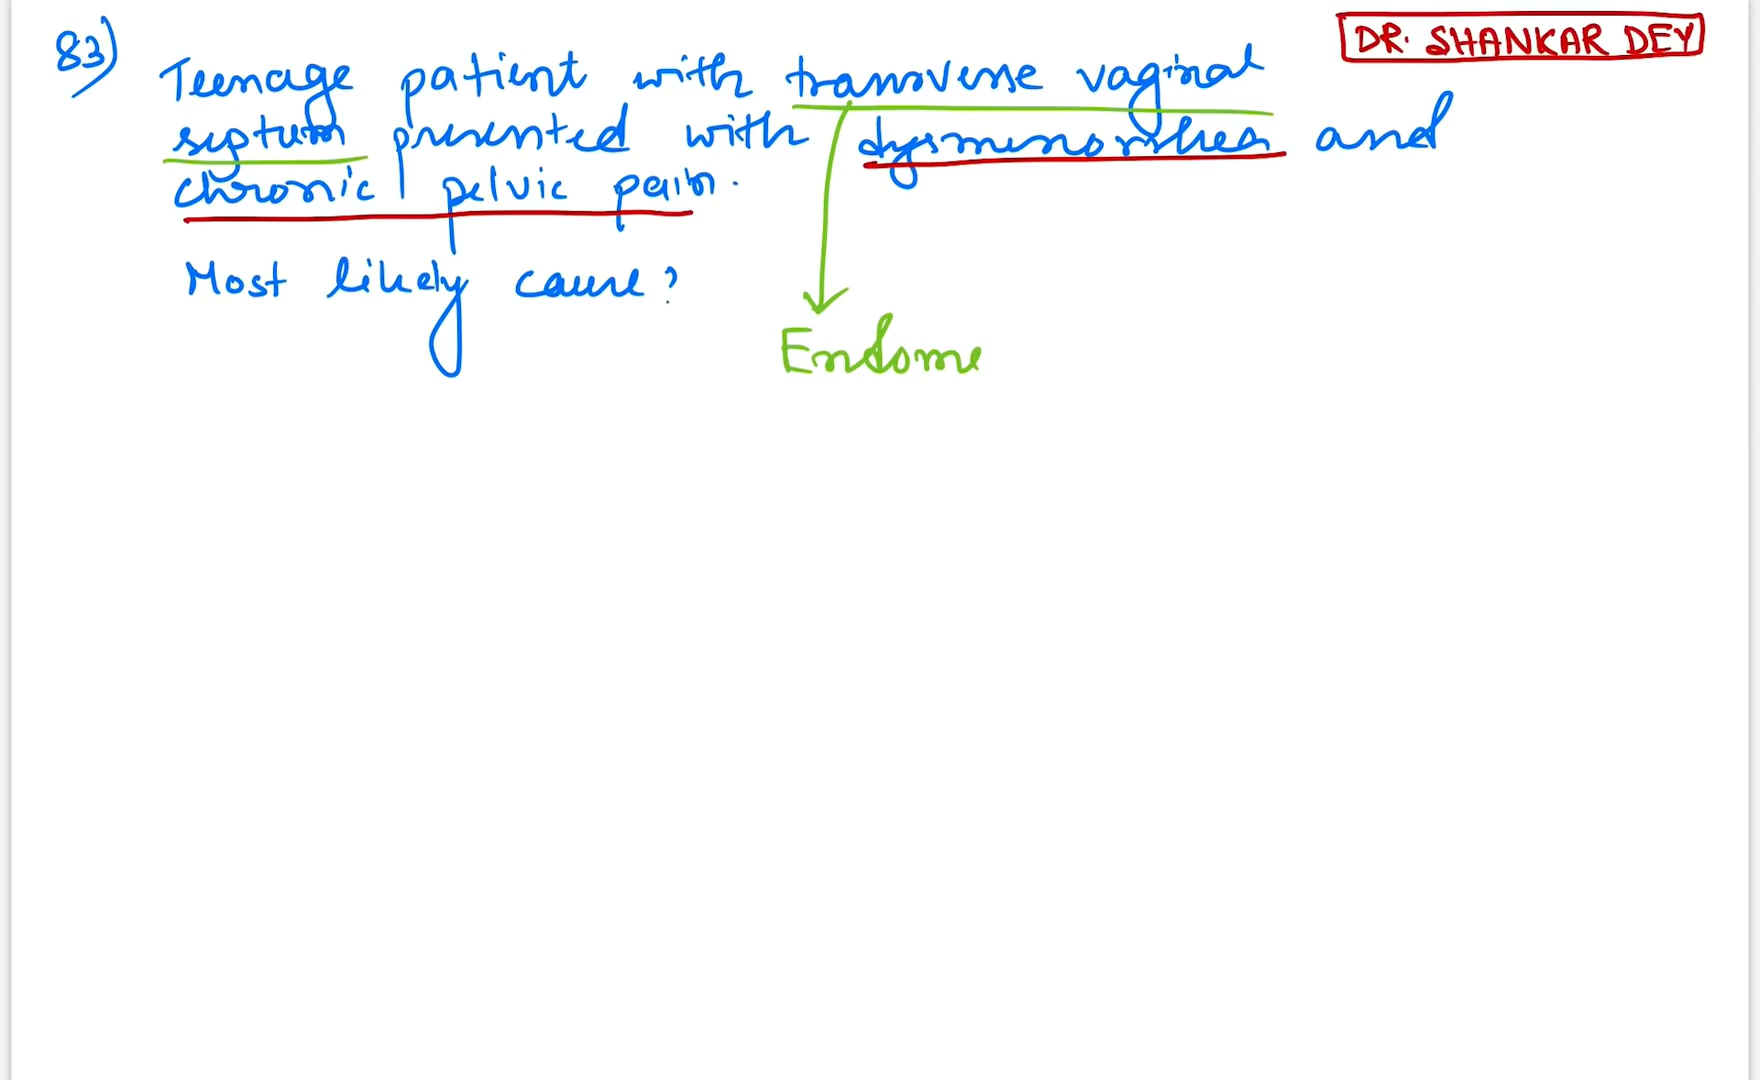 DR. SHANKAR DEY
83) Teenage patient with transverse vaginal
septum presented with dysmenorrhea and
chronic pelvic pain.
Most likely cause?
Endome